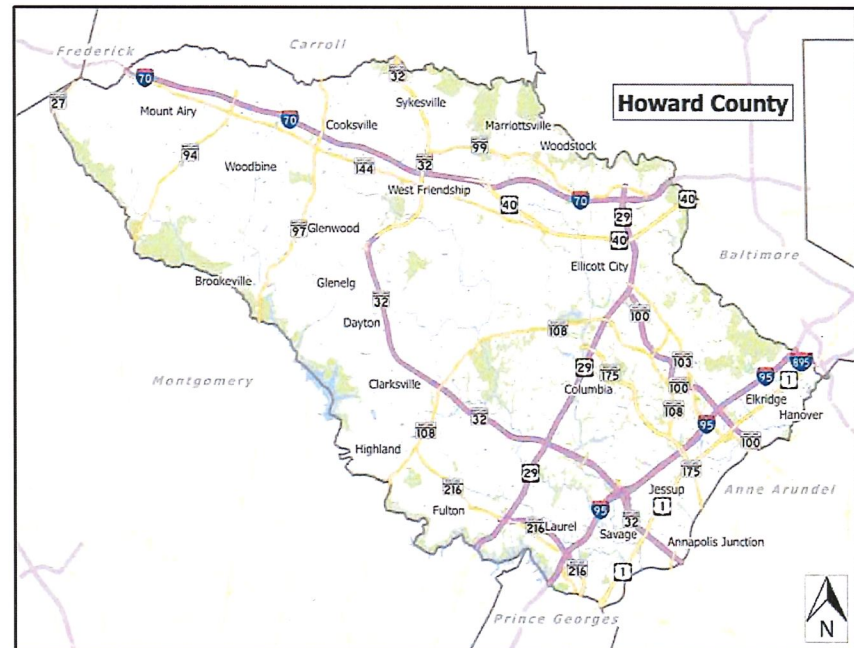 Frederick
Carroll
Howard County
70
27
32
Mount Airy
70
Cooksville
Sykesville
99
Marriottsville
Woodstock
94
Woodbine
144
32
West Friendship
40
70
29
40
97
Glenwood
40
Ellicott City
Baltimore
Brookeville
Glenelg
32
Dayton
100
108
29
103
895
Montgomery
Clarksville
175
Columbia
100
95
1
Elkridge
108
Hanover
32
95
108
Highland
100
29
175
Anne Arundel
216
Jessup
Fulton
95
1
216
Laurel
32
Savage
Annapolis Junction
216
1
Prince Georges
N